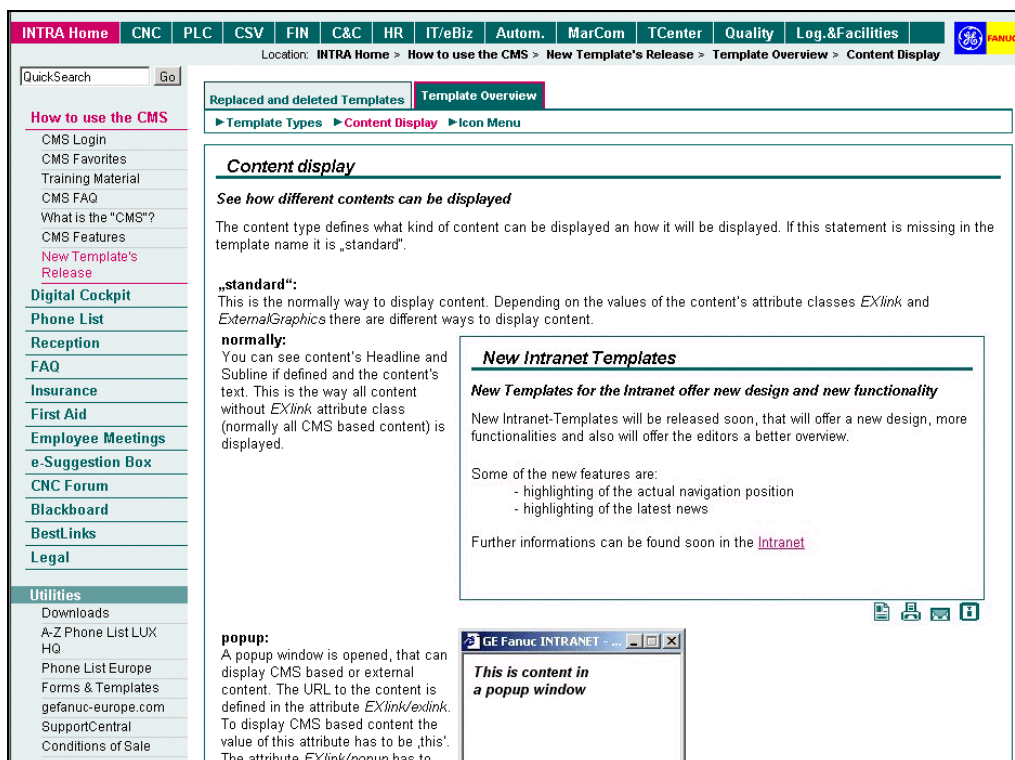 INTRA Home CNC PLC CSV FIN C&C HR IT/eBiz Autom. MarCom TCenter Quality Log.&Facilities
FANUC
Location: INTRA Home > How to use the CMS > New Template's Release > Template Overview > Content Display
QuickSearch Go
How to use the CMS
CMS Login
CMS Favorites
Training Material
CMS FAQ
What is the "CMS"?
CMS Features
New Template's
Release
Digital Cockpit
Phone List
Reception
FAQ
Insurance
First Aid
Employee Meetings
e-Suggestion Box
CNC Forum
Blackboard
BestLinks
Legal
Utilities
Downloads
A-Z Phone List LUX
HQ
Phone List Europe
Forms & Templates
gefanuc-europe.com
SupportCentral
Conditions of Sale
Replaced and deleted Templates Template Overview
Template Types Content Display Icon Menu
Content display
See how different contents can be displayed
The content type defines what kind of content can be displayed an how it will be displayed. If this statement is missing in the
template name it is „standard".
„standard“:
This is the normally way to display content. Depending on the values of the content's attribute classes EXlink and
ExternalGraphics there are different ways to display content.
normally:
You can see content's Headline and
Subline if defined and the content's
text. This is the way all content
without EXlink attribute class
(normally all CMS based content) is
displayed.
New Intranet Templates
New Templates for the Intranet offer new design and new functionality
New Intranet-Templates will be released soon, that will offer a new design, more
functionalities and also will offer the editors a better overview.
Some of the new features are:
- highlighting of the actual navigation position
- highlighting of the latest news
Further informations can be found soon in the Intranet
popup:
A popup window is opened, that can
display CMS based or external
content. The URL to the content is
defined in the attribute EXlink/exlink.
To display CMS based content the
value of this attribute has to be ‚this'.
The attribute EXlink/popup has to
GE Fanuc INTRANET - ...
This is content in
a popup window